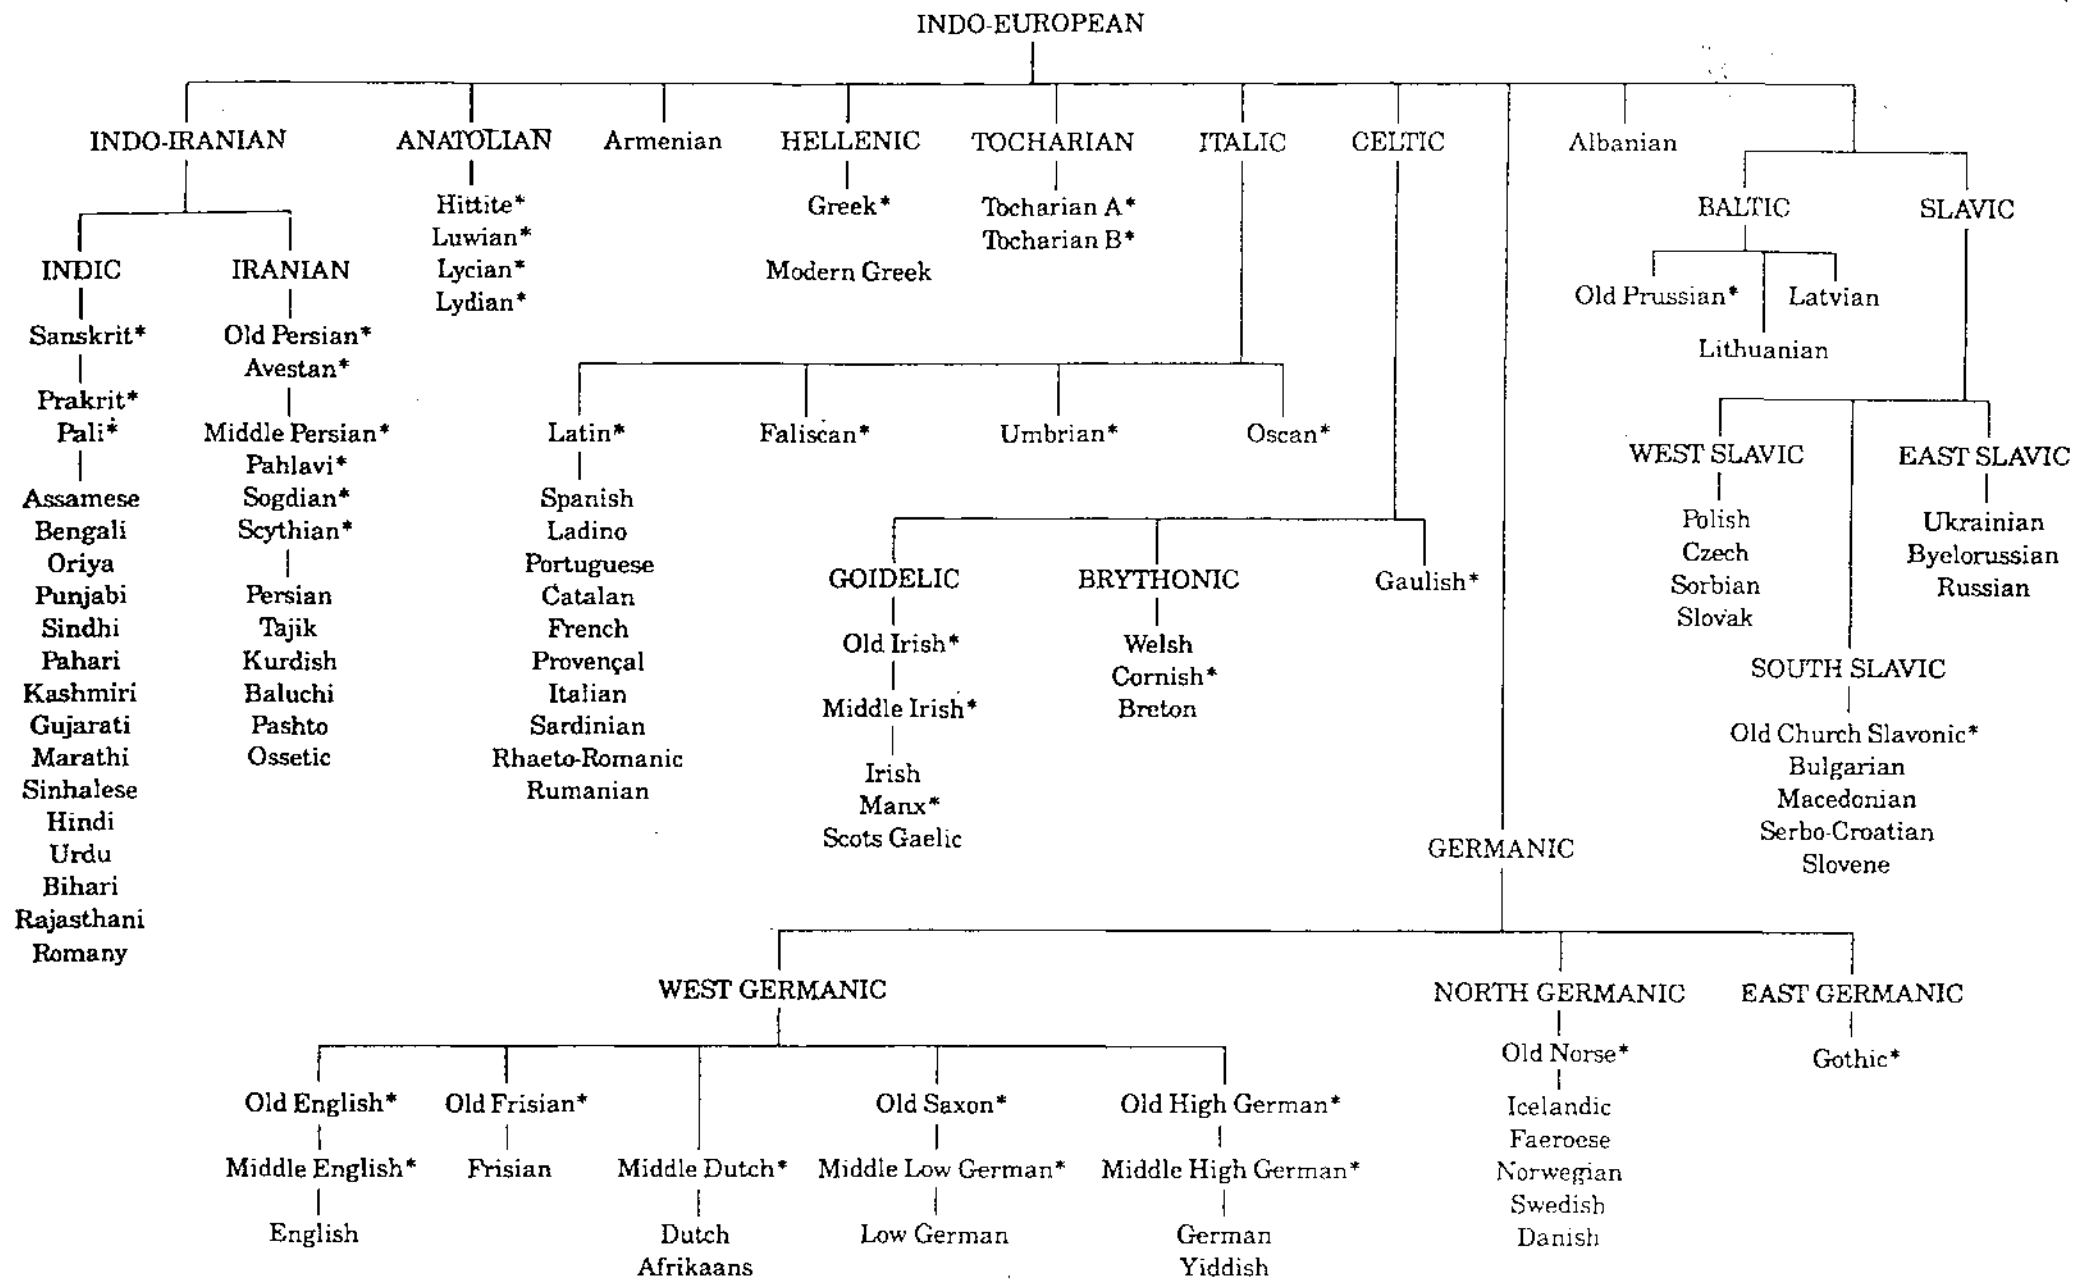 INDO-EUROPEAN
INDO-IRANIAN
ANATOLIAN
Armenian
HELLENIC
TOCHARIAN
ITALIC
CELTIC
Albanian
BALTIC
SLAVIC
Hittite*
Luwian*
Lycian*
Lydian*
Greek*
Modern Greek
Tocharian A*
Tocharian B*
INDIC
Sanskrit*
Prakrit*
Pali*
Assamese
Bengali
Oriya
Punjabi
Sindhi
Pahari
Kashmiri
Gujarati
Marathi
Sinhalese
Hindi
Urdu
Bihari
Rajasthani
Romany
IRANIAN
Old Persian*
Avestan*
Middle Persian*
Pahlavi*
Sogdian*
Scythian*
Persian
Tajik
Kurdish
Baluchi
Pashto
Ossetic
Latin*
Faliscan*
Umbrian*
Oscan*
Spanish
Ladino
Portuguese
Catalan
French
Provençal
Italian
Sardinian
Rhaeto-Romanic
Rumanian
GOIDELIC
Old Irish*
Middle Irish*
Irish
Manx*
Scots Gaelic
BRYTHONIC
Welsh
Cornish*
Breton
Gaulish*
Old Prussian*
Latvian
Lithuanian
WEST SLAVIC
Polish
Czech
Sorbian
Slovak
EAST SLAVIC
Ukrainian
Byelorussian
Russian
SOUTH SLAVIC
Old Church Slavonic*
Bulgarian
Macedonian
Serbo-Croatian
Slovene
GERMANIC
WEST GERMANIC
NORTH GERMANIC
EAST GERMANIC
Old English*
Middle English*
English
Old Frisian*
Frisian
Middle Dutch*
Dutch
Afrikaans
Old Saxon*
Middle Low German*
Low German
Old High German*
Middle High German*
German
Yiddish
Old Norse*
Icelandic
Faeroese
Norwegian
Swedish
Danish
Gothic*